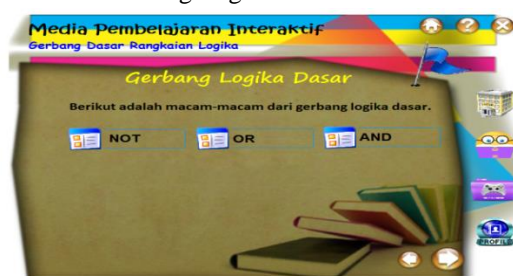 Media Pembelajaran Interaktif
Gerbang Dasar Rangkaian Logika
Gerbang Logika Dasar
Berikut adalah macam-macam dari gerbang logika dasar.
NOT
OR
AND
PROFIL